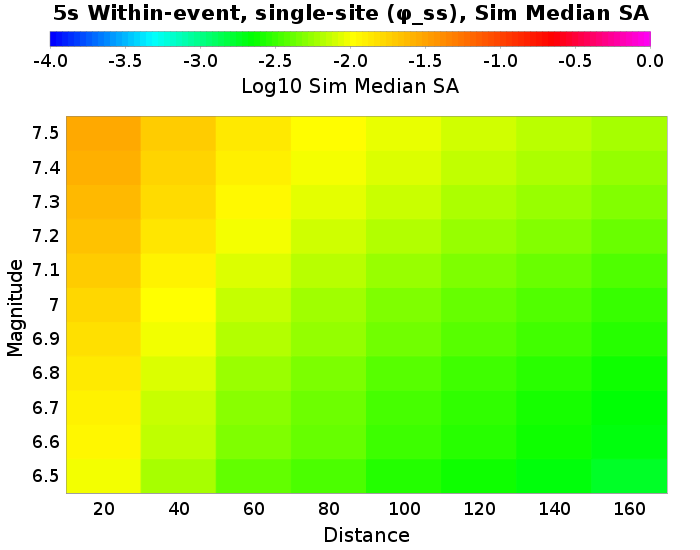 5s Within-event, single-site (φ_ss), Sim Median SA
-4.0 -3.5 -3.0 -2.5 -2.0 -1.5 -1.0 -0.5 0.0
Log10 Sim Median SA
Magnitude
7.5
7.4
7.3
7.2
7.1
7
6.9
6.8
6.7
6.6
6.5
20 40 60 80 100 120 140 160
Distance